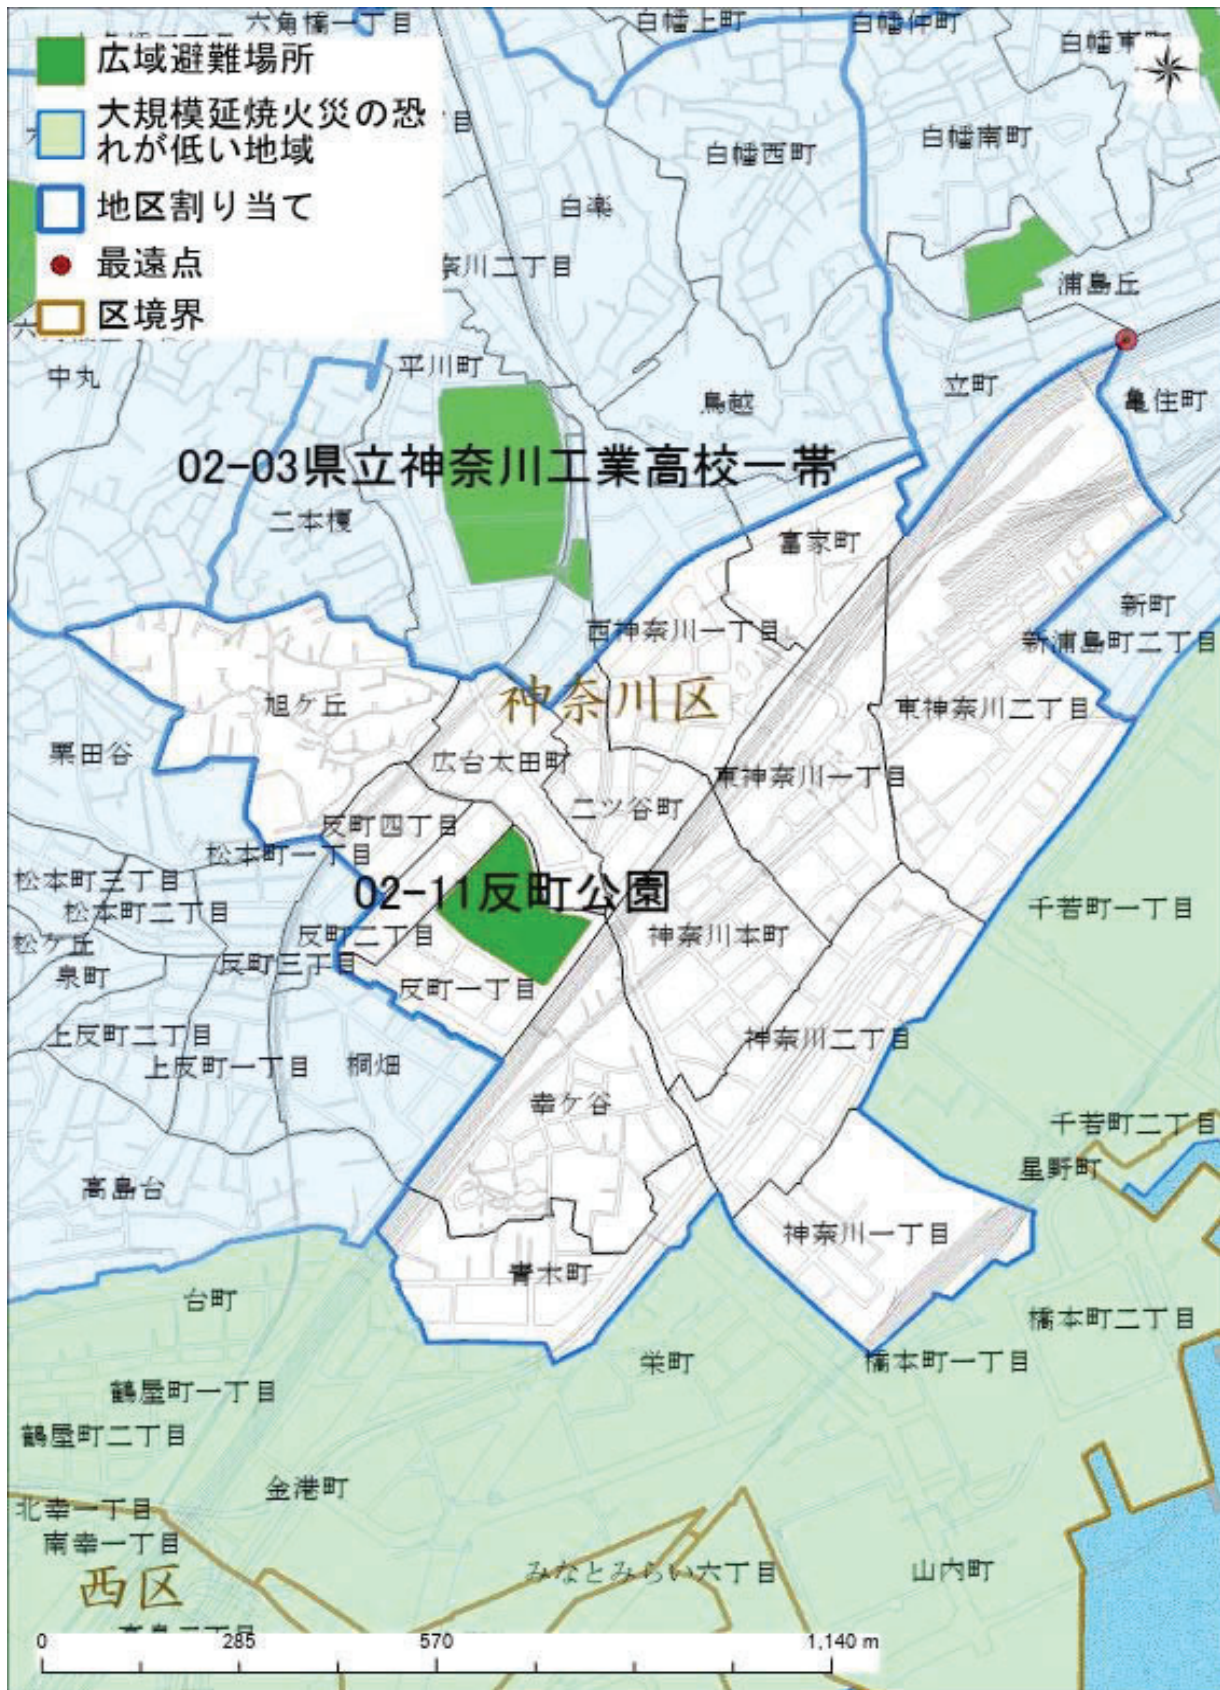 六角橋一丁目
白幡上町
白幡仲町
白幡東町
広域避難場所
大規模延焼火災の恐
れが低い地域
地区割り当て
最遠点
区境界
白幡西町
白幡南町
白楽
奈川二丁目
浦島丘
中丸
平川町
鳥越
立町
亀住町
02-03県立神奈川工業高校一帯
二本榎
富家町
新町
西神奈川一丁目
新浦島町二丁目
旭ケ丘
神奈川区
東神奈川二丁目
栗田谷
広台太田町
東神奈川一丁目
二ツ谷町
反町四丁目
松本町一丁目
松本町三丁目
02-11反町公園
松本町二丁目
千若町一丁目
松ケ丘
反町二丁目
神奈川本町
泉町
反町三丁目
反町一丁目
上反町二丁目
神奈川二丁目
上反町一丁目
桐畑
幸ケ谷
千若町二丁目
星野町
高島台
神奈川一丁目
青木町
台町
橋本町二丁目
栄町
橋本町一丁目
鶴屋町一丁目
鶴屋町二丁目
金港町
北幸一丁目
南幸一丁目
みなとみらい六丁目
山内町
西区
0
285
570
1,140 m